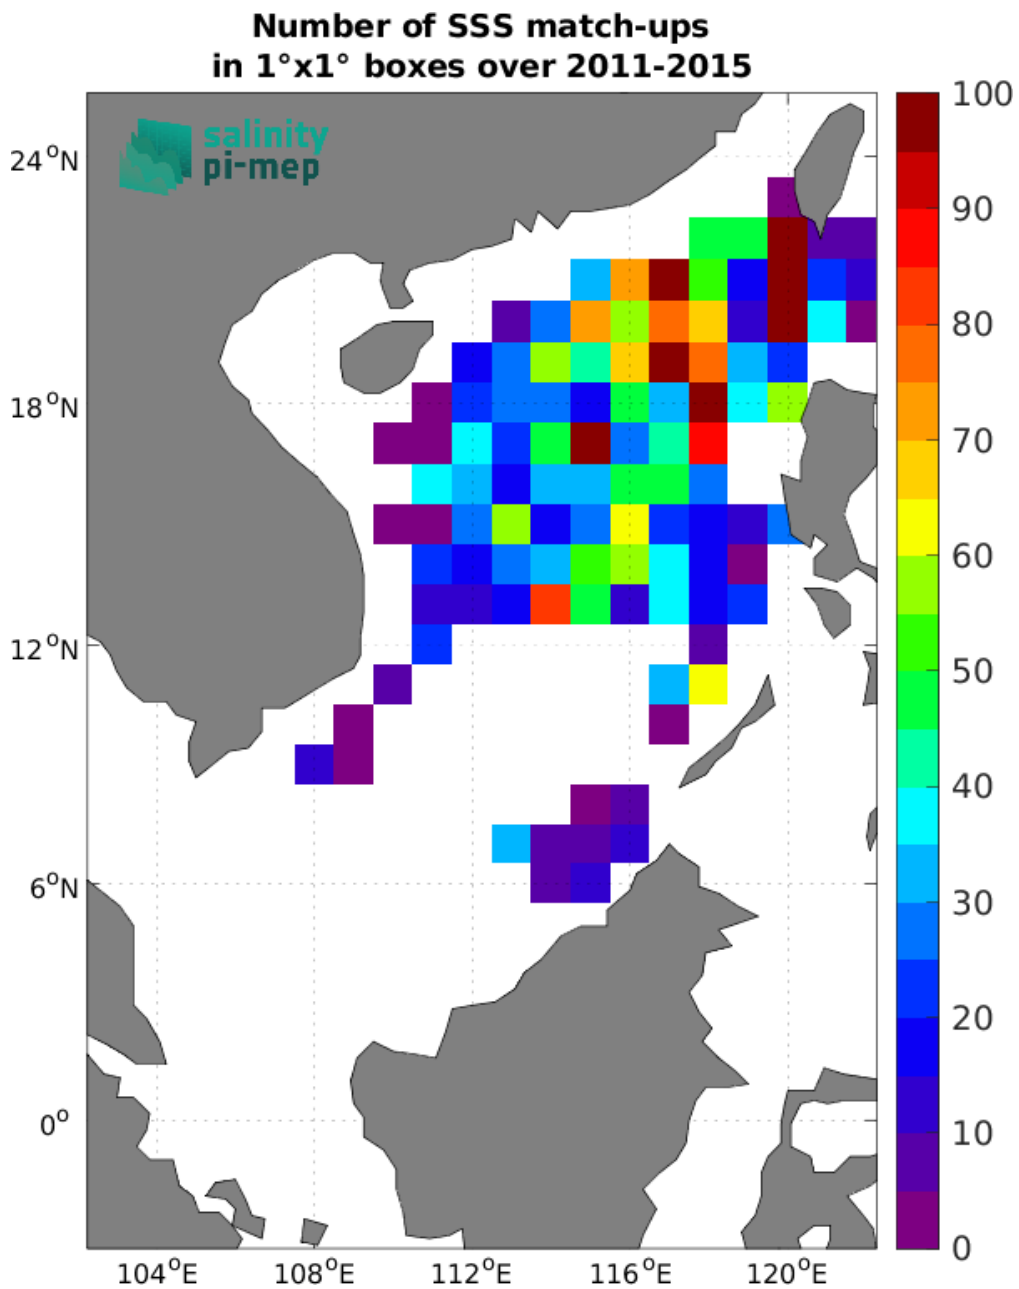 Number of SSS match-ups
in 1°x1° boxes over 2011-2015
salinity
pi-mep
24°N
18°N
12°N
6°N
0°
104°E 108°E 112°E 116°E 120°E
100
90
80
70
60
50
40
30
20
10
0